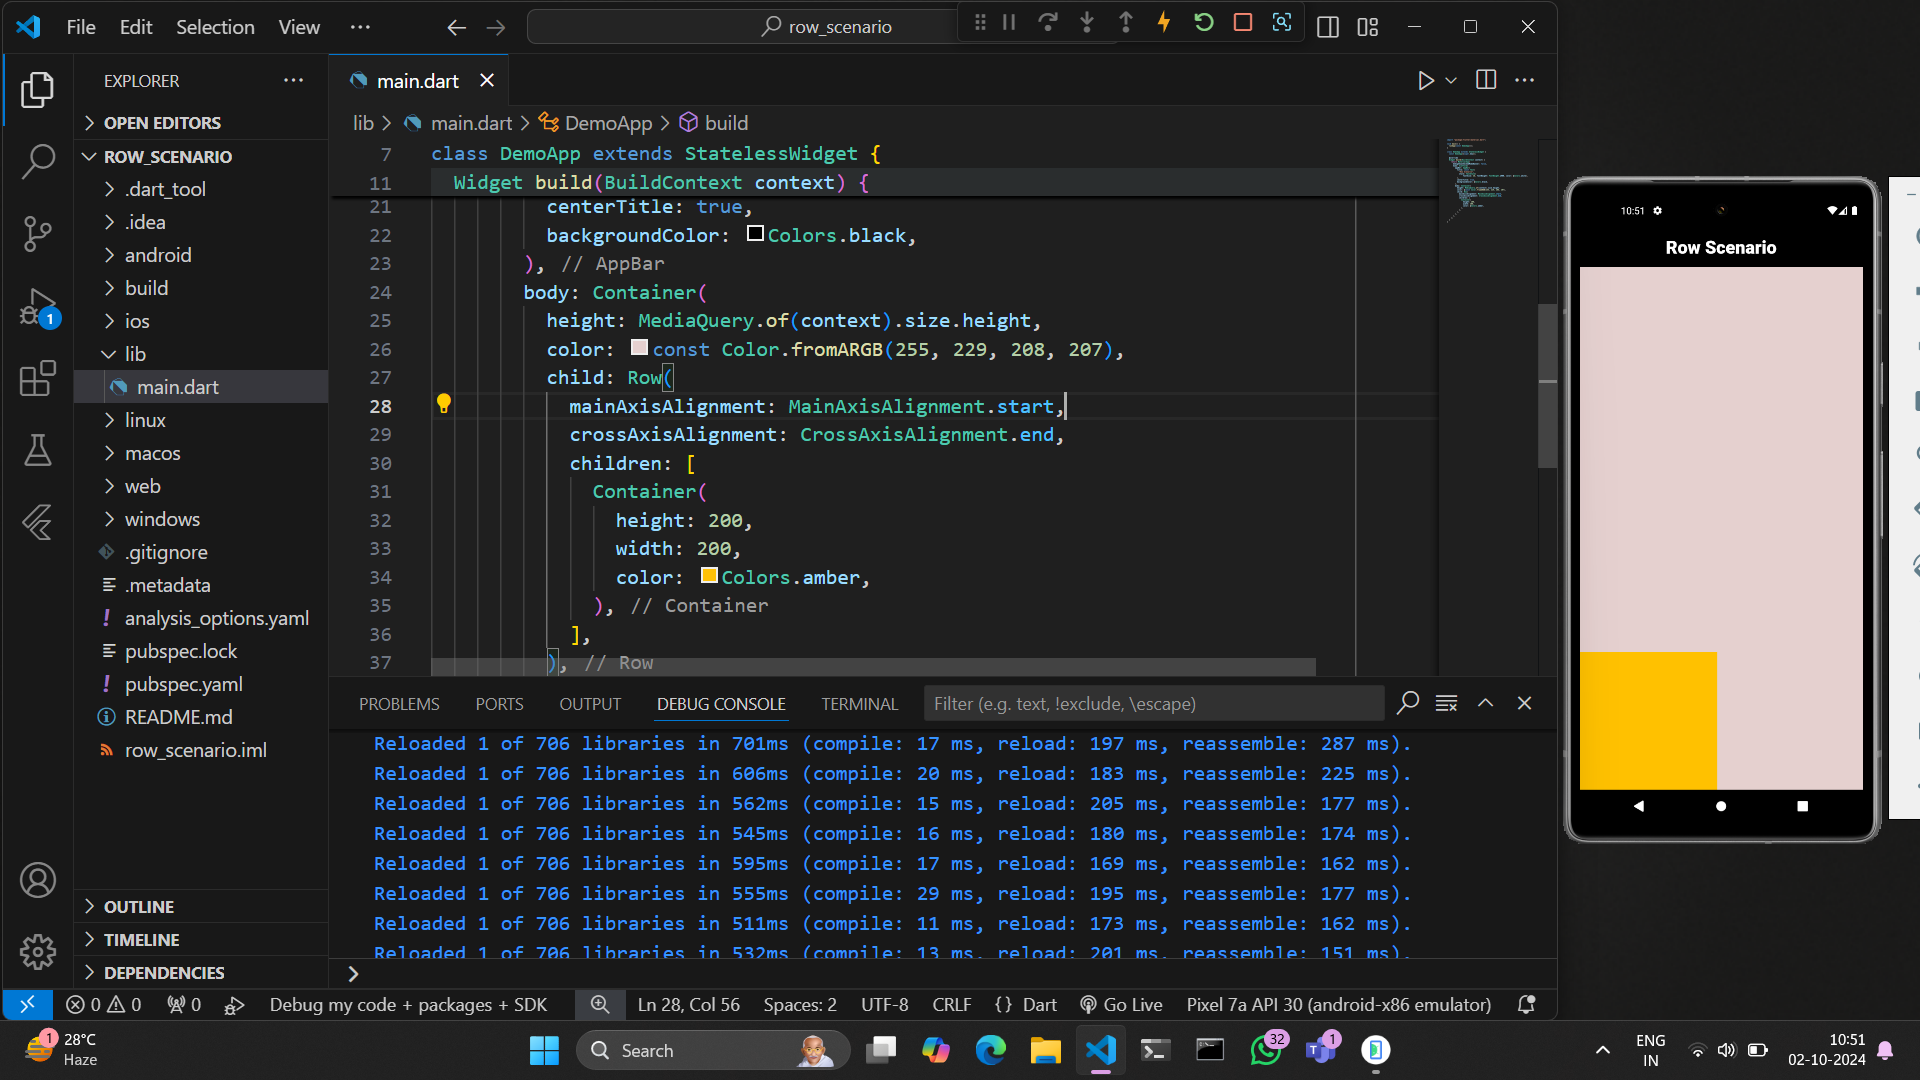 File Edit Selection View ···
row_scenario
EXPLORER
OPEN EDITORS
ROW_SCENARIO
.dart_tool
.idea
android
build
ios
lib
main.dart
linux
macos
web
windows
.gitignore
.metadata
analysis_options.yaml
pubspec.lock
pubspec.yaml
README.md
row_scenario.iml
OUTLINE
TIMELINE
DEPENDENCIES
1
main.dart
lib > main.dart > DemoApp > build
7 class DemoApp extends StatelessWidget {
11 Widget build(BuildContext context) {
21 centerTitle: true,
22 backgroundColor: Colors.black,
23 ), // AppBar
24 body: Container(
25 height: MediaQuery.of(context).size.height,
26 color: const Color.fromARGB(255, 229, 208, 207),
27 child: Row(
28 mainAxisAlignment: MainAxisAlignment.start,
29 crossAxisAlignment: CrossAxisAlignment.end,
30 children: [
31 Container(
32 height: 200,
33 width: 200,
34 color: Colors.amber,
35 ), // Container
36 ],
37 ), // Row
PROBLEMS PORTS OUTPUT DEBUG CONSOLE TERMINAL Filter (e.g. text, !exclude, \escape)
Reloaded 1 of 706 libraries in 701ms (compile: 17 ms, reload: 197 ms, reassemble: 287 ms).
Reloaded 1 of 706 libraries in 606ms (compile: 20 ms, reload: 183 ms, reassemble: 225 ms).
Reloaded 1 of 706 libraries in 562ms (compile: 15 ms, reload: 205 ms, reassemble: 177 ms).
Reloaded 1 of 706 libraries in 545ms (compile: 16 ms, reload: 180 ms, reassemble: 174 ms).
Reloaded 1 of 706 libraries in 595ms (compile: 17 ms, reload: 169 ms, reassemble: 162 ms).
Reloaded 1 of 706 libraries in 555ms (compile: 29 ms, reload: 195 ms, reassemble: 177 ms).
Reloaded 1 of 706 libraries in 511ms (compile: 11 ms, reload: 173 ms, reassemble: 162 ms).
Reloaded 1 of 706 libraries in 532ms (compile: 13 ms, reload: 201 ms, reassemble: 151 ms).
0 0 0 Debug my code + packages + SDK Ln 28, Col 56 Spaces: 2 UTF-8 CRLF {} Dart Go Live Pixel 7a API 30 (android-x86 emulator)
10:51
Row Scenario
1 28°C
Haze
Search
32
1
ENG
IN
10:51
02-10-2024